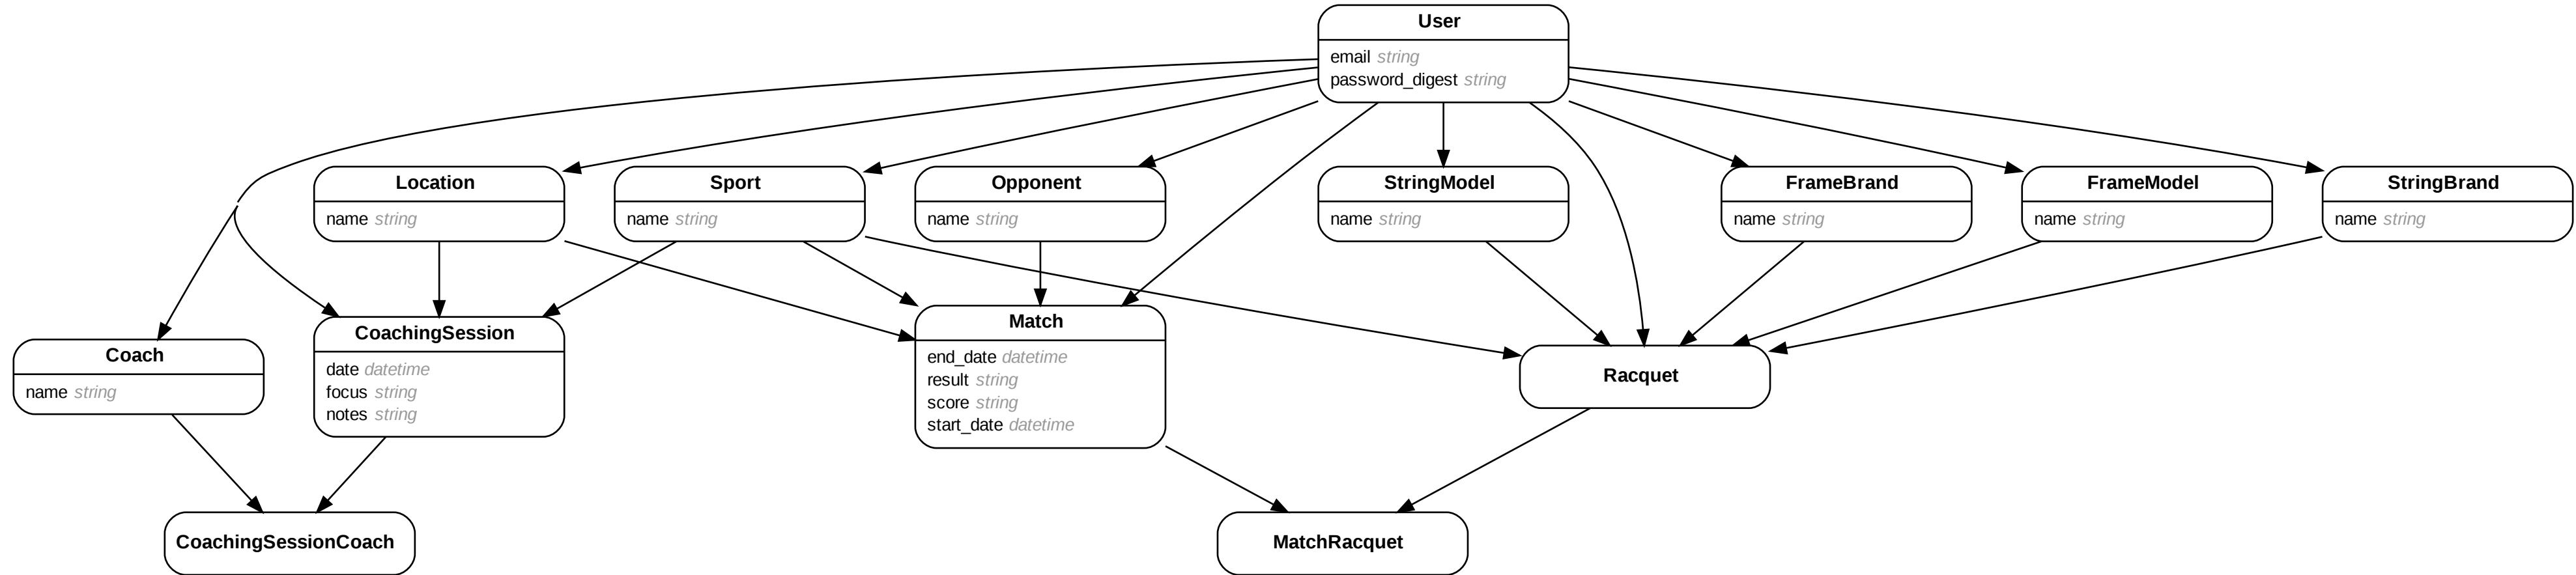 User
email string
password_digest string
Location
name string
Sport
name string
Opponent
name string
StringModel
name string
FrameBrand
name string
FrameModel
name string
StringBrand
name string
Coach
name string
CoachingSession
date datetime
focus string
notes string
Match
end_date datetime
result string
score string
start_date datetime
Racquet
CoachingSessionCoach
MatchRacquet